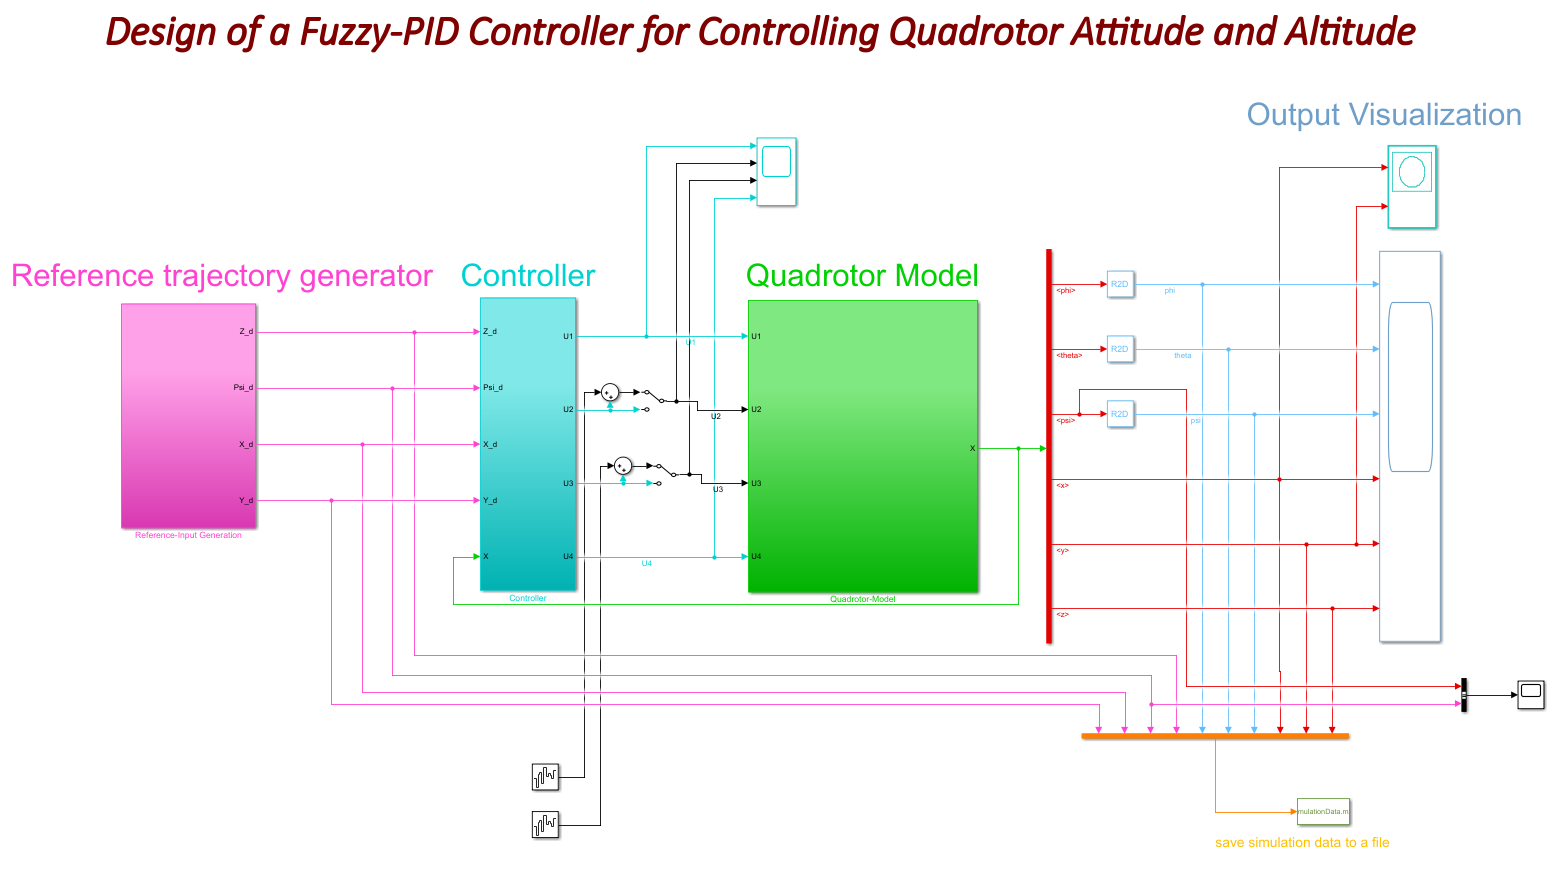 Design of a Fuzzy-PID Controller for Controlling Quadrotor Attitude and Altitude
Output Visualization
Reference trajectory generator
Controller
Quadrotor Model
Z_d
Psi_d
X_d
Y_d
Reference-Input Generation
Z_d
Psi_d
X_d
Y_d
X
U1
U2
U3
U4
Controller
U1
U2
U3
U4
U1
U2
U3
U4
X
Quadrotor-Model
<phi>
<theta>
<psi>
<x>
<y>
<z>
R2D
R2D
R2D
phi
theta
psi
mulationData.m
save simulation data to a file